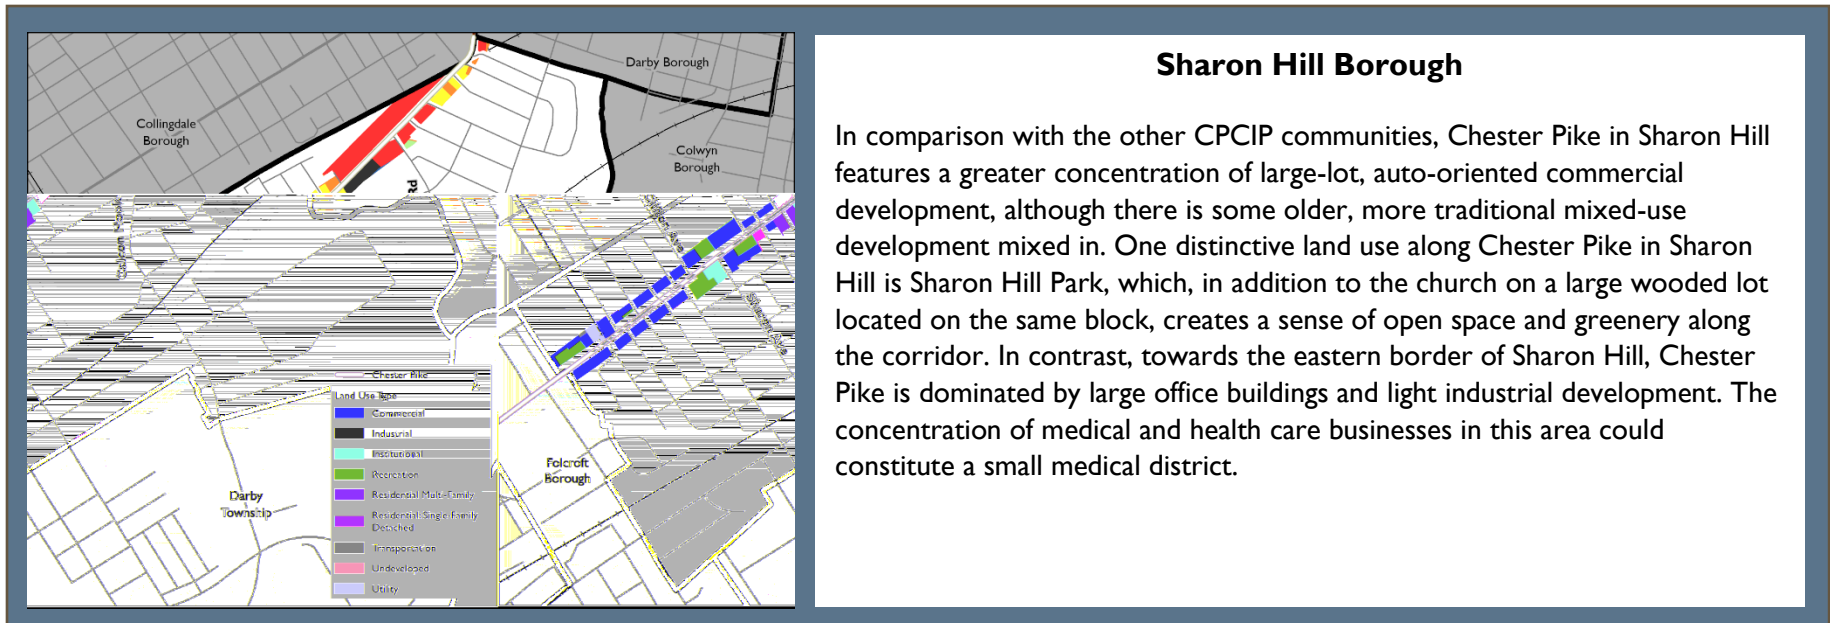 Darby Borough
Collingdale
Borough
Colwyn
Borough
Rd
Chester Pike
Land Use Type
Commercial
Industrial
Institutional
Recreation
Residential Multi-Family
Residential Single-Family
Detached
Transportation
Undeveloped
Utility
Folcroft
Borough
Darby
Township
Sharon Hill Borough
In comparison with the other CPCIP communities, Chester Pike in Sharon Hill
features a greater concentration of large-lot, auto-oriented commercial
development, although there is some older, more traditional mixed-use
development mixed in. One distinctive land use along Chester Pike in Sharon
Hill is Sharon Hill Park, which, in addition to the church on a large wooded lot
located on the same block, creates a sense of open space and greenery along
the corridor. In contrast, towards the eastern border of Sharon Hill, Chester
Pike is dominated by large office buildings and light industrial development. The
concentration of medical and health care businesses in this area could
constitute a small medical district.